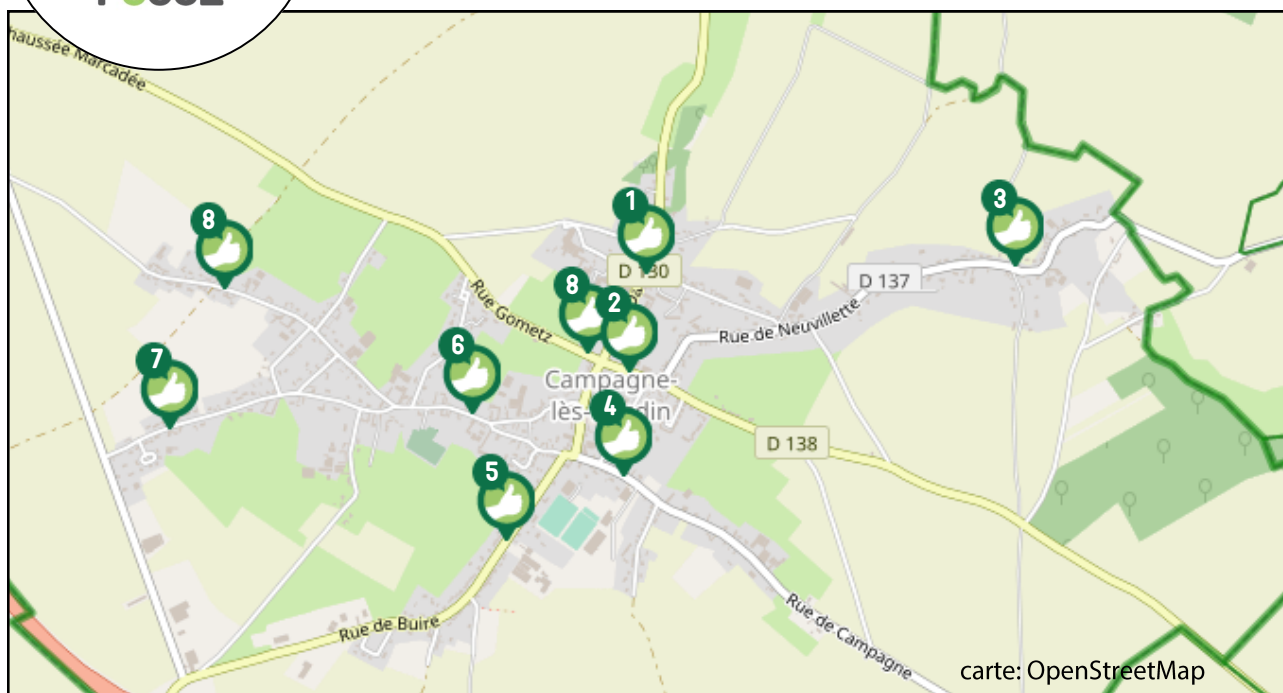 haussée Marcadée
8
1
3
D 130
D 137
8
2
Rue Gometz
Rue de Neuvillette
6
7
Campagne-
lès-
din
4
D 138
5
Rue de Buire
Rue de Campagne
carte: OpenStreetMap